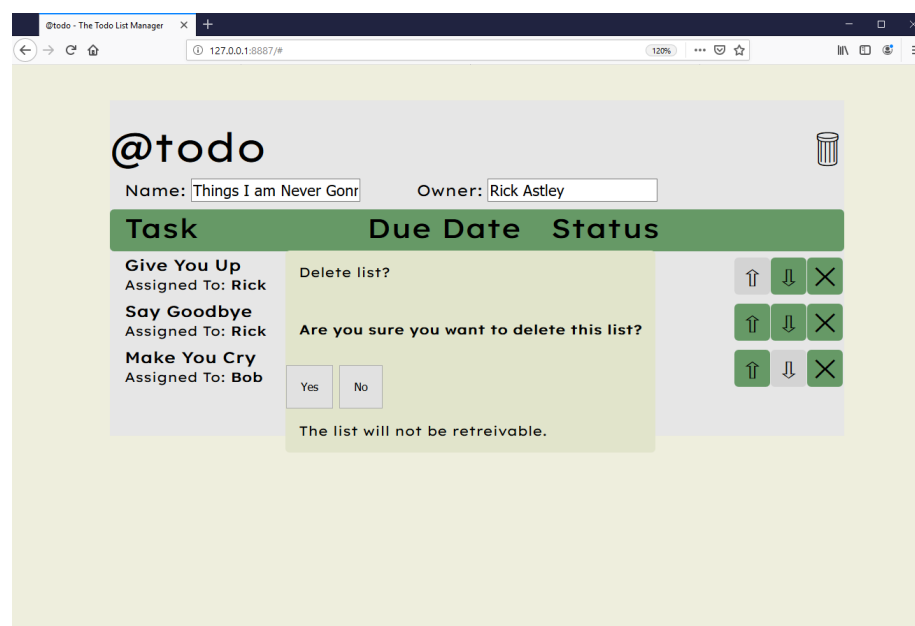 @todo - The Todo List Manager
127.0.0.1:8887/#
120%
@todo
Name: Things I am Never Gonr
Owner: Rick Astley
Task Due Date Status
Give You Up
Assigned To: Rick
Say Goodbye
Assigned To: Rick
Make You Cry
Assigned To: Bob
Delete list?
Are you sure you want to delete this list?
Yes No
The list will not be retreivable.